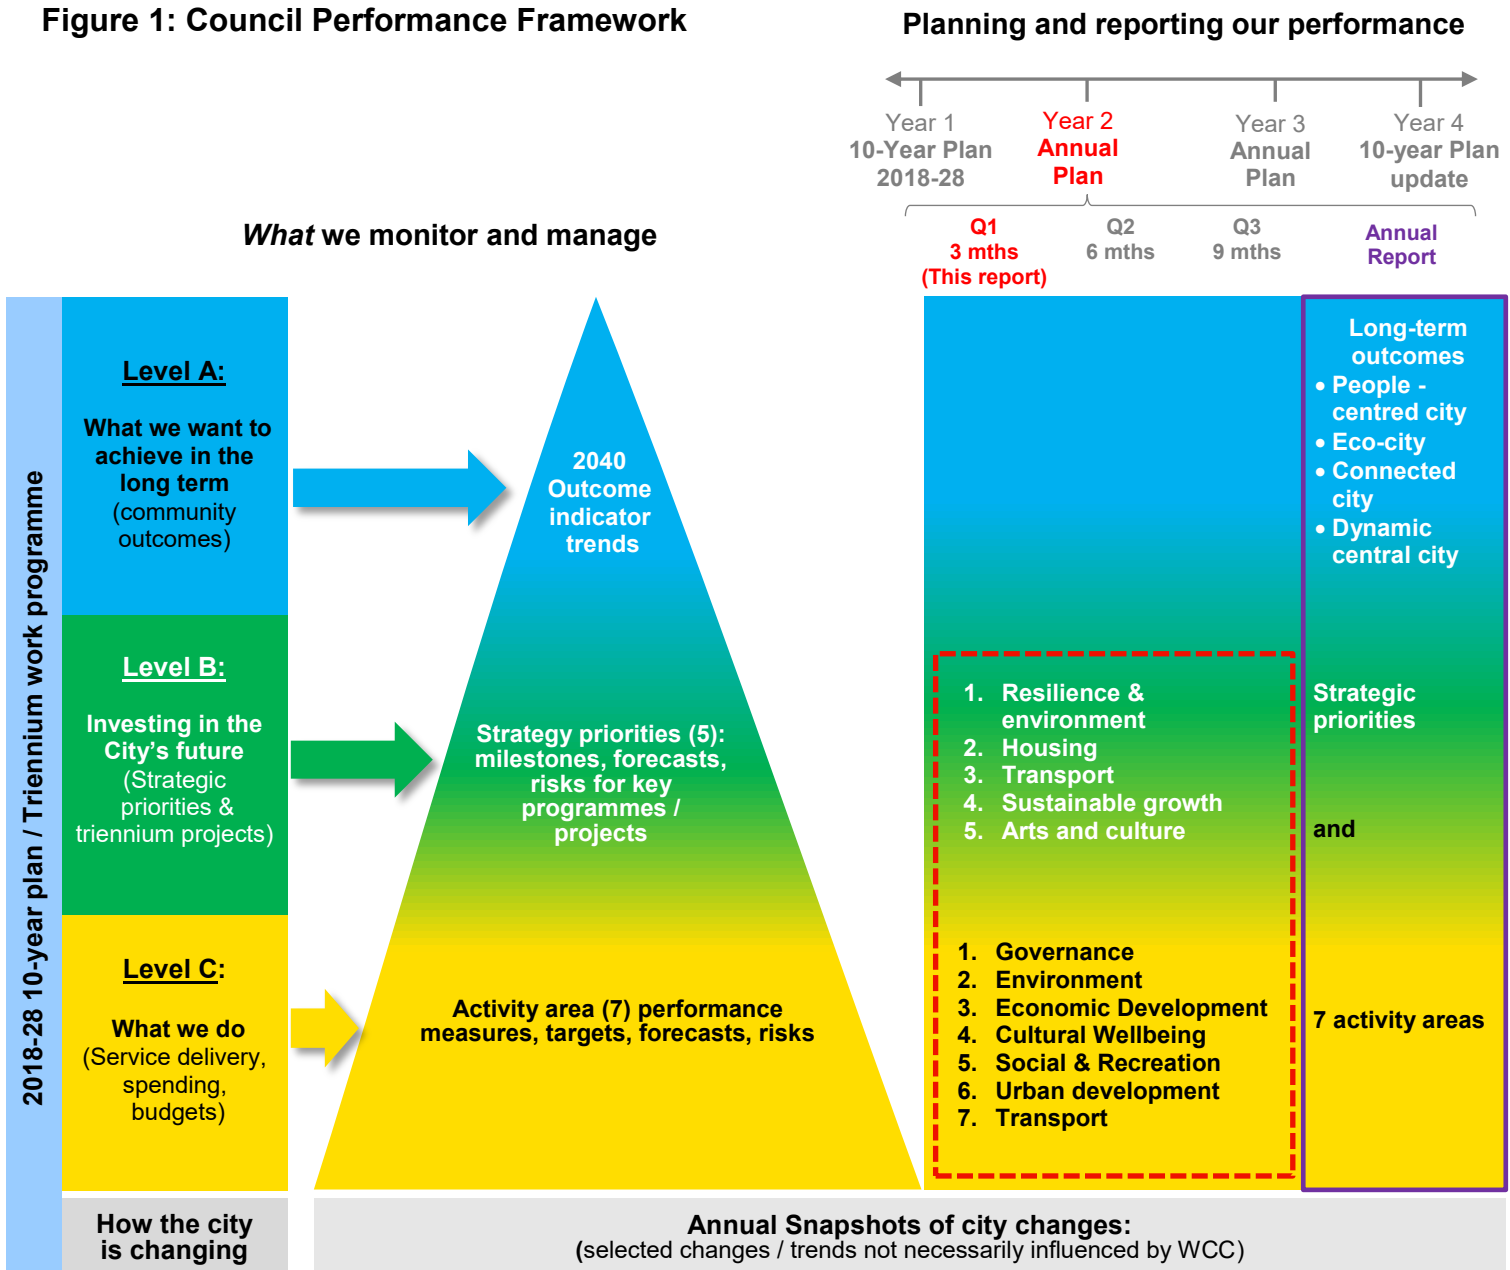 Figure 1: Council Performance Framework
Planning and reporting our performance
Year 1
10-Year Plan
2018-28
Year 2
Annual
Plan
Year 3
Annual
Plan
Year 4
10-year Plan
update
Q1
3 mths
(This report)
Q2
6 mths
Q3
9 mths
Annual
Report
What we monitor and manage
2018-28 10-year plan / Triennium work programme
Level A:
What we want to
achieve in the
long term
(community
outcomes)
2040
Outcome
indicator
trends
Long-term
outcomes
• People -
centred city
• Eco-city
• Connected
city
• Dynamic
central city
Level B:
Investing in the
City's future
(Strategic
priorities &
triennium projects)
Strategy priorities (5):
milestones, forecasts,
risks for key
programmes /
projects
1. Resilience &
environment
2. Housing
3. Transport
4. Sustainable growth
5. Arts and culture
Strategic
priorities
and
Level C:
What we do
(Service delivery,
spending,
budgets)
Activity area (7) performance
measures, targets, forecasts, risks
1. Governance
2. Environment
3. Economic Development
4. Cultural Wellbeing
5. Social & Recreation
6. Urban development
7. Transport
7 activity areas
How the city
is changing
Annual Snapshots of city changes:
(selected changes / trends not necessarily influenced by WCC)